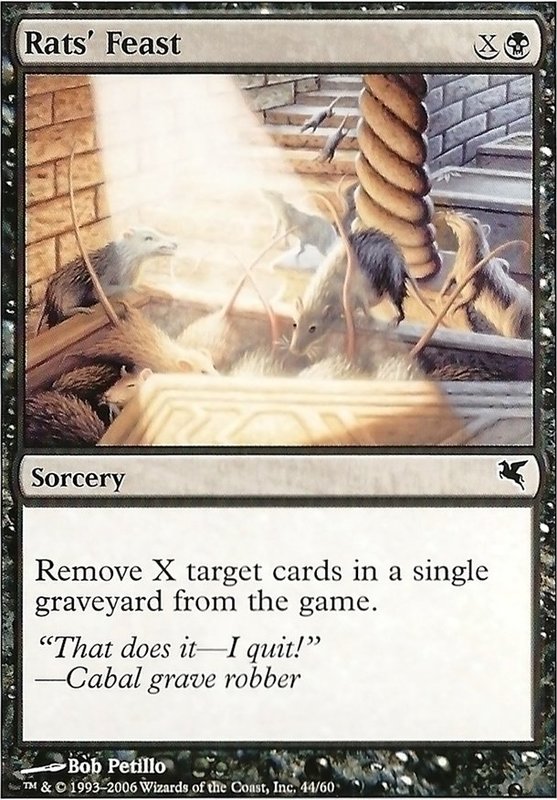 Rats' Feast X
Sorcery
Remove X target cards in a single
graveyard from the game.
“That does it—I quit!”
—Cabal grave robber
Bob Petillo
™ & © 1993–2006 Wizards of the Coast, Inc. 44/60